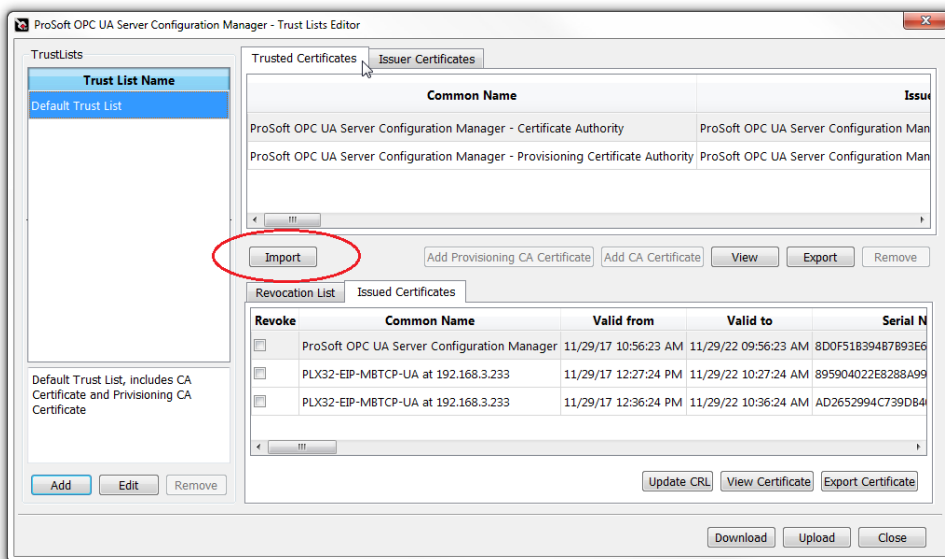 ProSoft OPC UA Server Configuration Manager - Trust Lists Editor
TrustLists
Trust List Name
Default Trust List
Default Trust List, includes CA
Certificate and Privisioning CA
Certificate
Add Edit Remove
Trusted Certificates Issuer Certificates
Common Name Issue
ProSoft OPC UA Server Configuration Manager - Certificate Authority ProSoft OPC UA Server Configuration Man
ProSoft OPC UA Server Configuration Manager - Provisioning Certificate Authority ProSoft OPC UA Server Configuration Man
Import Add Provisioning CA Certificate Add CA Certificate View Export Remove
Revocation List Issued Certificates
Revoke Common Name Valid from Valid to Serial N
ProSoft OPC UA Server Configuration Manager 11/29/17 10:56:23 AM 11/29/22 09:56:23 AM 8D0F51B394B7B93E6
PLX32-EIP-MBTCP-UA at 192.168.3.233 11/29/17 12:27:24 PM 11/29/22 10:27:24 AM 895904022E8288A99
PLX32-EIP-MBTCP-UA at 192.168.3.233 11/29/17 12:36:24 PM 11/29/22 10:36:24 AM AD2652994C739DB4
Update CRL View Certificate Export Certificate
Download Upload Close